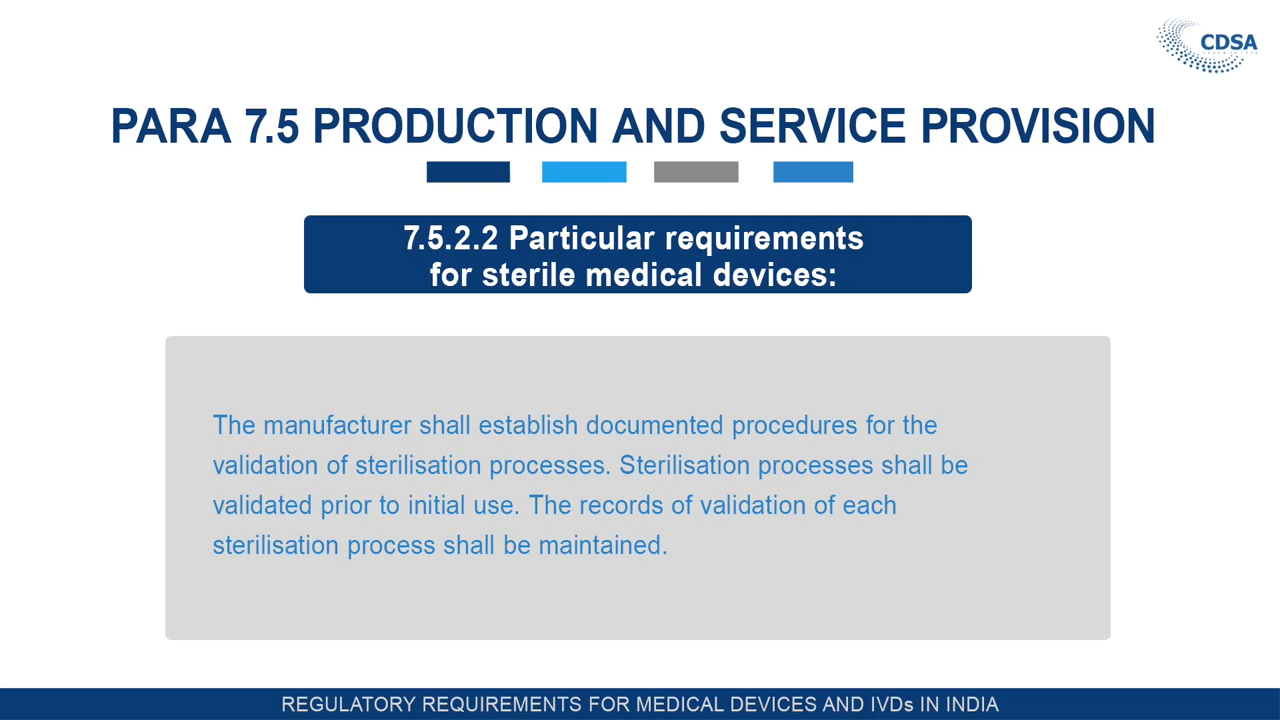 CDSA
PARA 7.5 PRODUCTION AND SERVICE PROVISION
7.5.2.2 Particular requirements
for sterile medical devices:
The manufacturer shall establish documented procedures for the
validation of sterilisation processes. Sterilisation processes shall be
validated prior to initial use. The records of validation of each
sterilisation process shall be maintained.
REGULATORY REQUIREMENTS FOR MEDICAL DEVICES AND IVDs IN INDIA